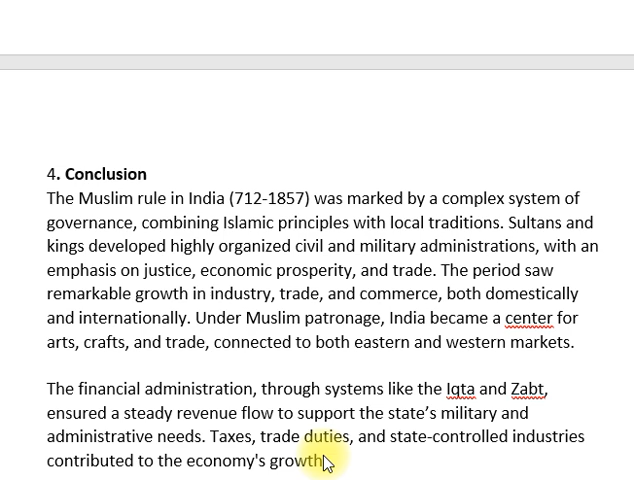 4. Conclusion
The Muslim rule in India (712-1857) was marked by a complex system of
governance, combining Islamic principles with local traditions. Sultans and
kings developed highly organized civil and military administrations, with an
emphasis on justice, economic prosperity, and trade. The period saw
remarkable growth in industry, trade, and commerce, both domestically
and internationally. Under Muslim patronage, India became a center for
arts, crafts, and trade, connected to both eastern and western markets.
The financial administration, through systems like the Iqta and Zabt,
ensured a steady revenue flow to support the state’s military and
administrative needs. Taxes, trade duties, and state-controlled industries
contributed to the economy's growth